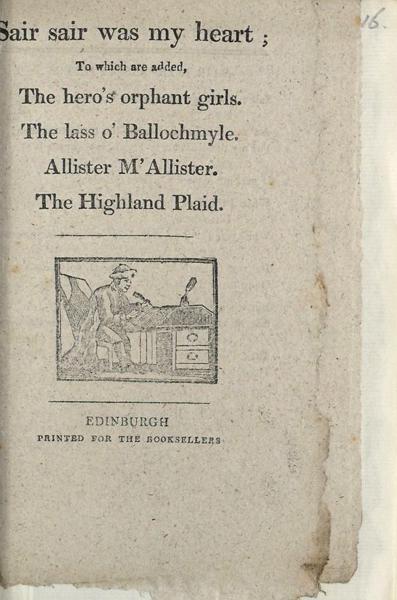 16.
Sair sair was my heart ;
To which are added,
The hero's orphant girls.
The lass o' Ballochmyle.
Allister M'Allister.
The Highland Plaid.
EDINBURGH
PRINTED FOR THE BOOKSELLERS